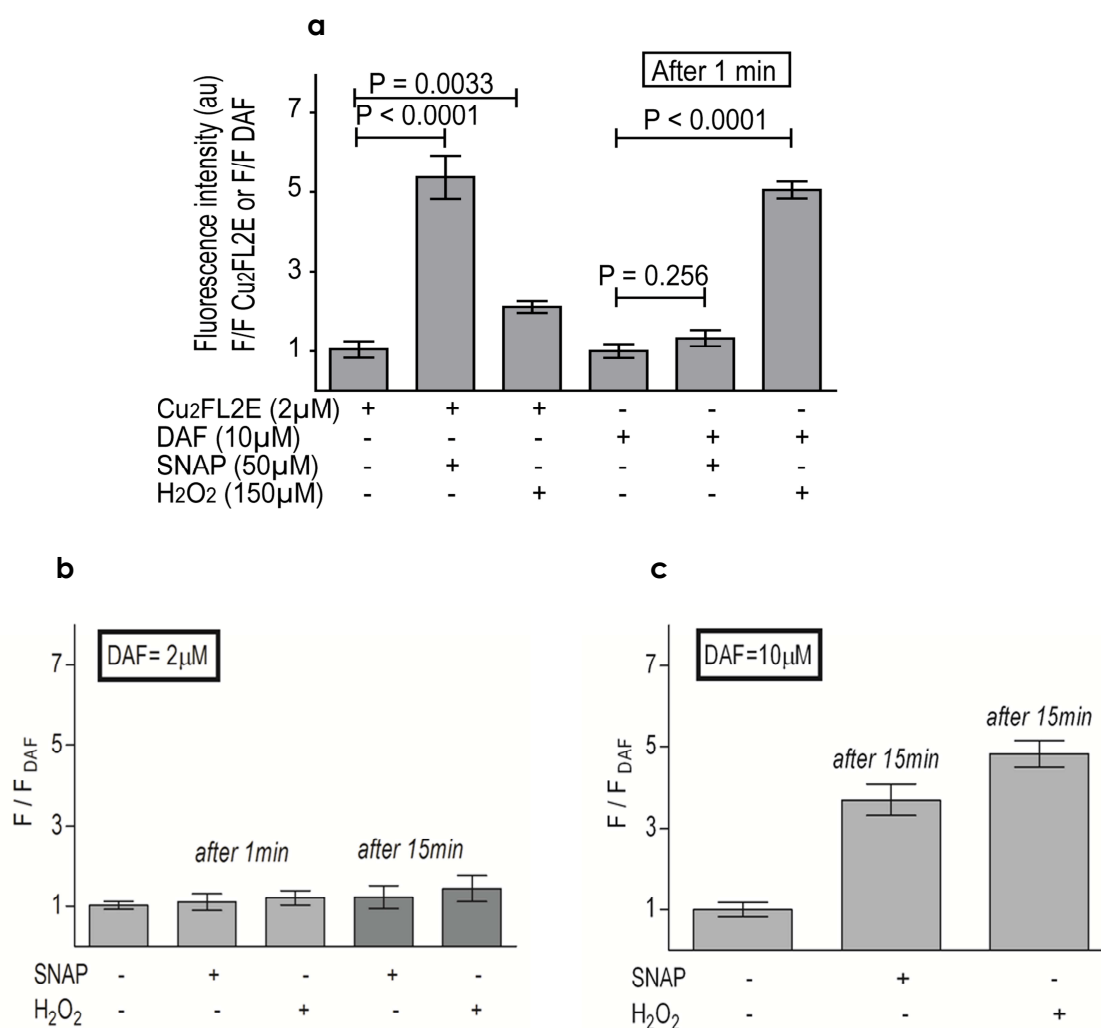 a
After 1 min
P = 0.0033
P < 0.0001
P < 0.0001
P = 0.256
Fluorescence intensity (au)
F/F Cu2FL2E or F/F DAF
7
5
3
1
Cu2FL2E (2µM) + + + - - -
DAF (10µM) - - - + + +
SNAP (50µM) - + - - + -
H2O2 (150µM) - - + - - +
b
DAF= 2µM
F / F DAF
7
5
3
1
after 1min
after 15min
SNAP - + - + -
H2O2 - - + - +
c
DAF=10µM
F / F DAF
7
5
3
1
after 15min
after 15min
SNAP - + -
H2O2 - - +